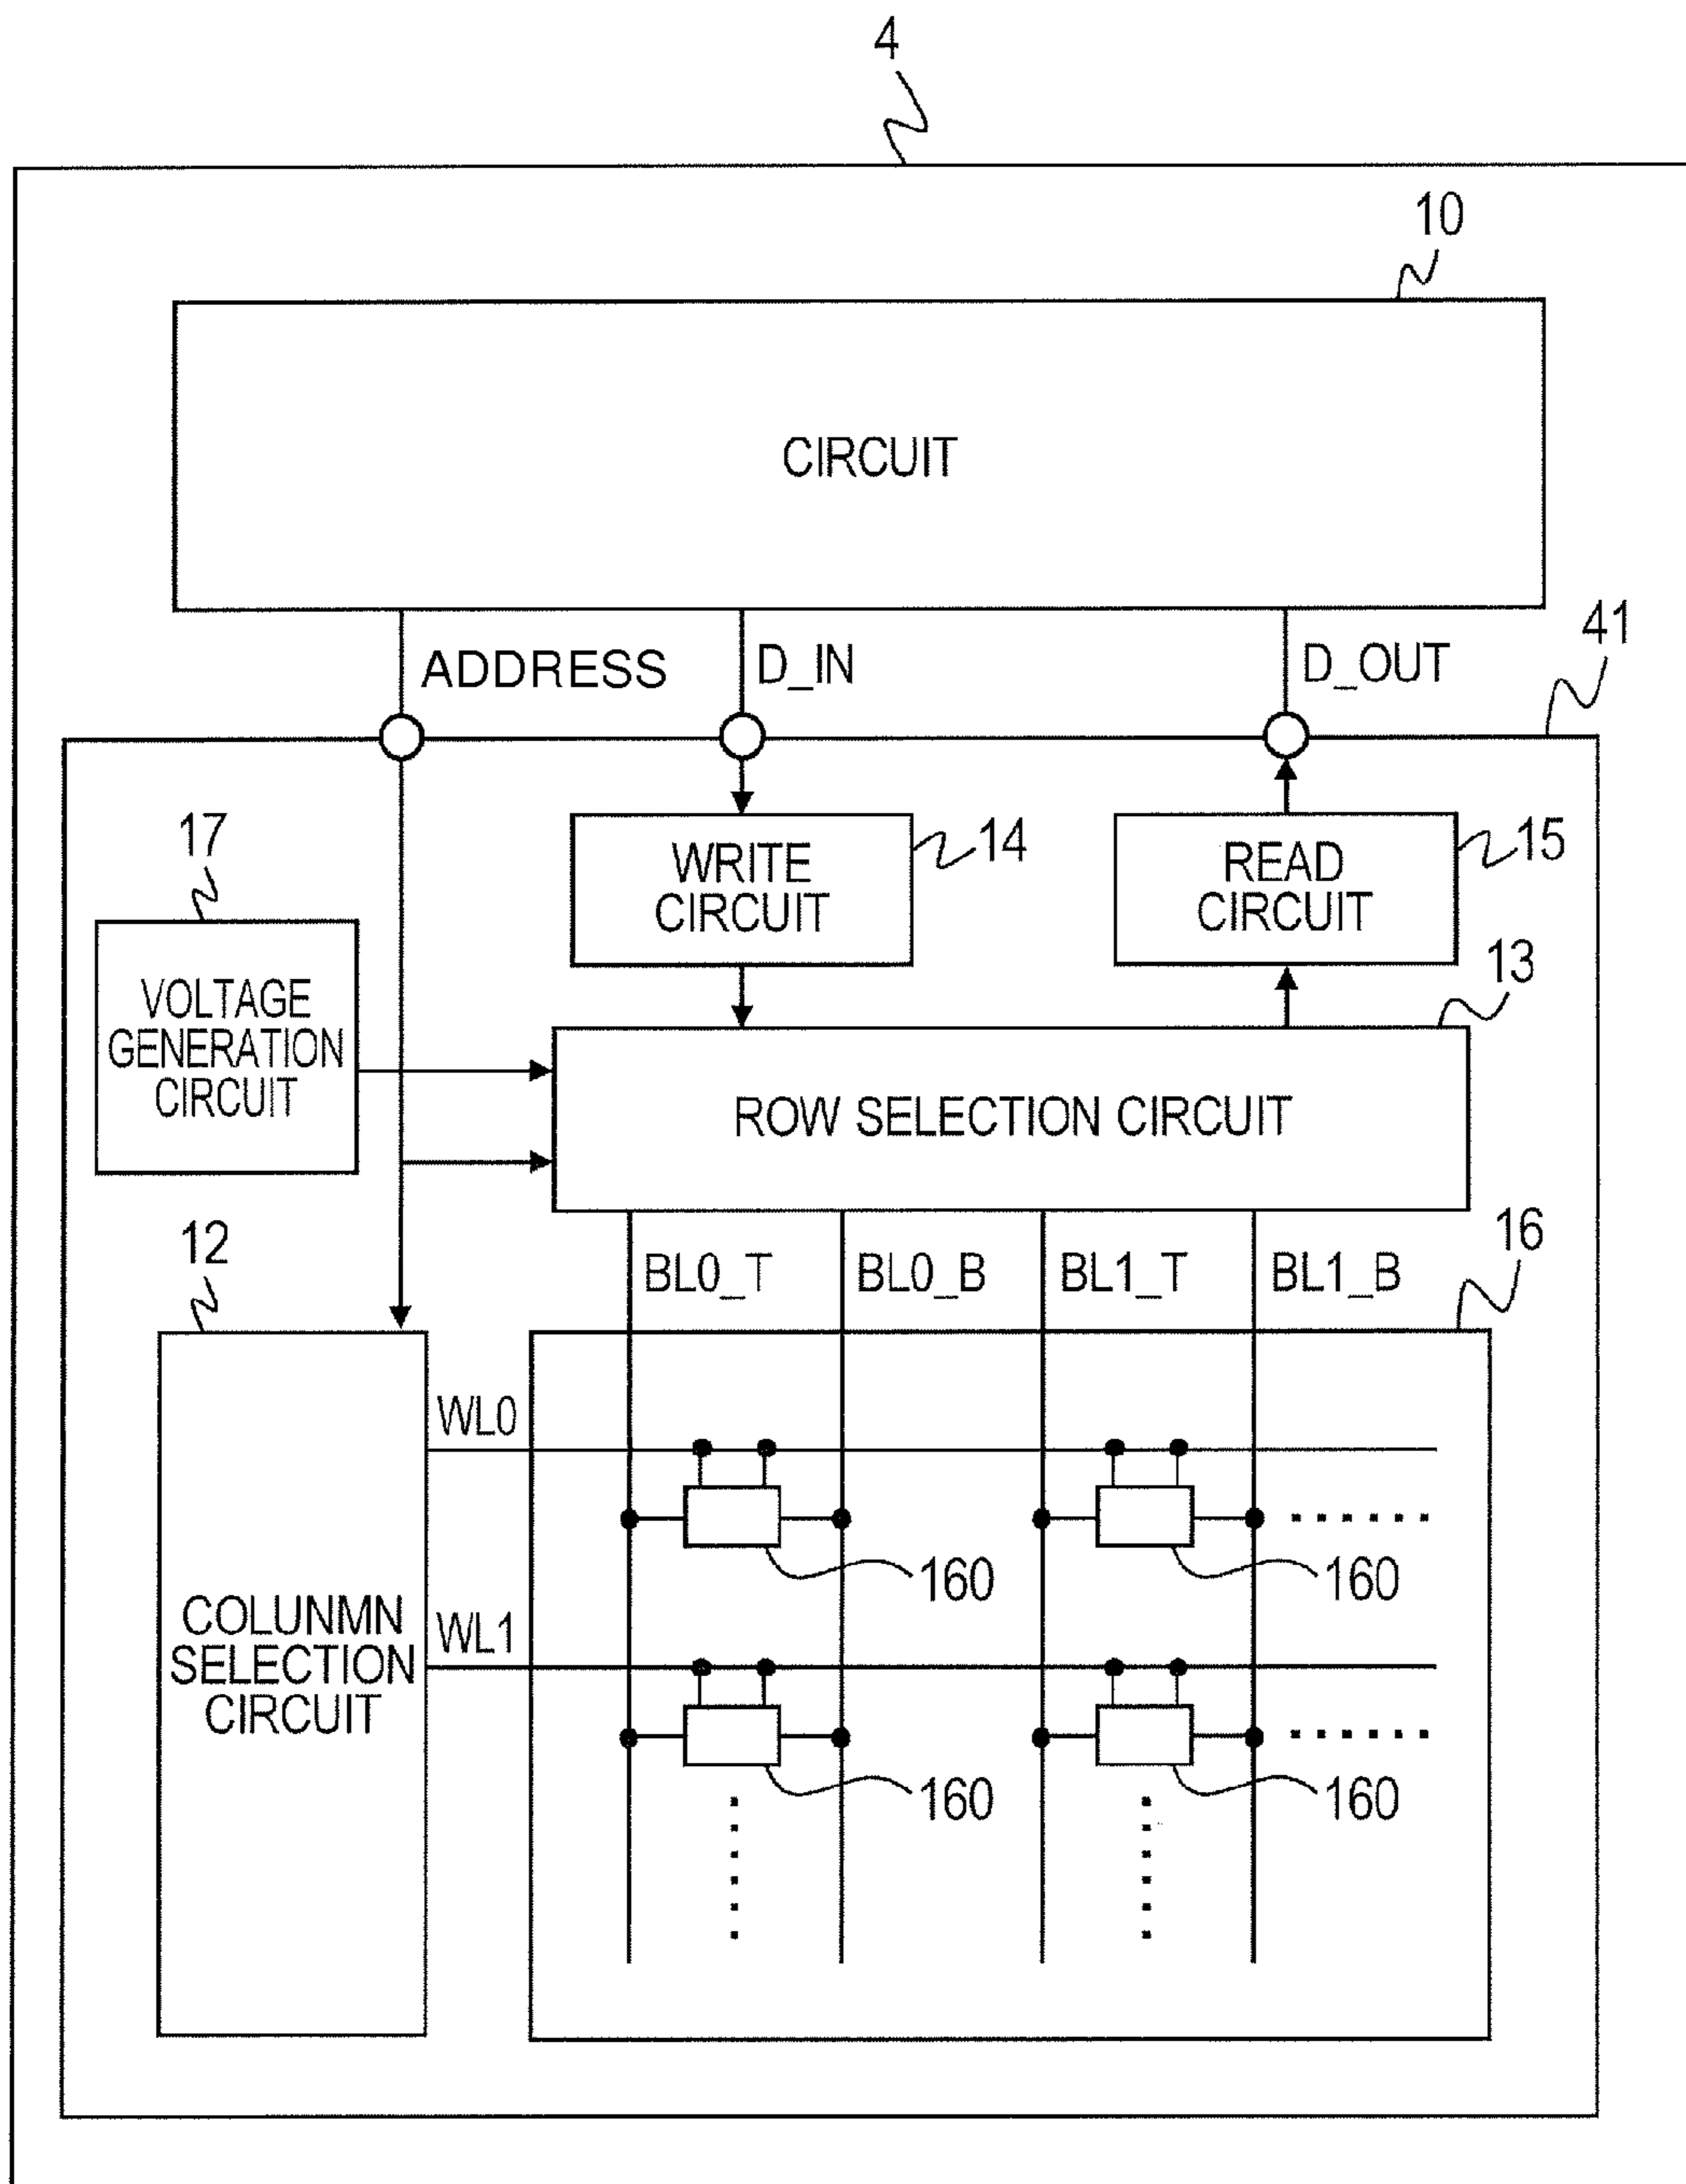 4
10
CIRCUIT
41
ADDRESS
D_IN
D_OUT
17
WRITE
CIRCUIT
14
READ
CIRCUIT
15
13
VOLTAGE
GENERATION
CIRCUIT
ROW SELECTION CIRCUIT
12
BL0_T
BL0_B
BL1_T
BL1_B
16
WL0
160
160
COLUNMN
SELECTION
CIRCUIT
WL1
160
160